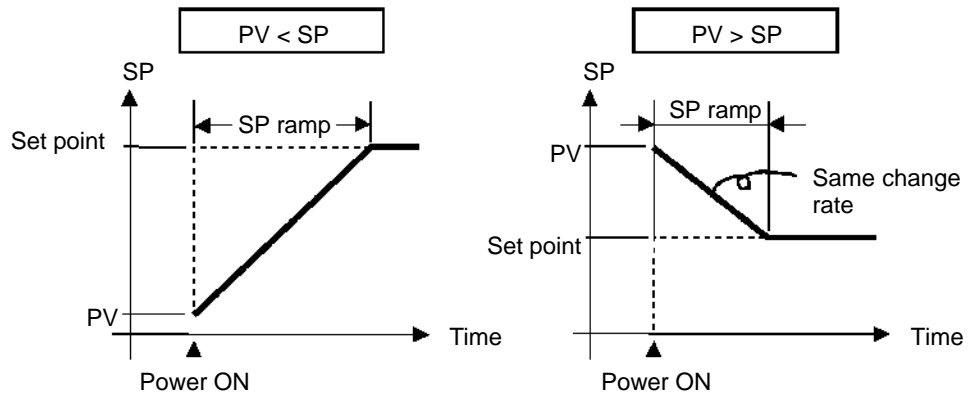 PV < SP
SP
SP ramp
Set point
PV
Time
Power ON
PV > SP
SP
SP ramp
PV
Same change
rate
Set point
Time
Power ON